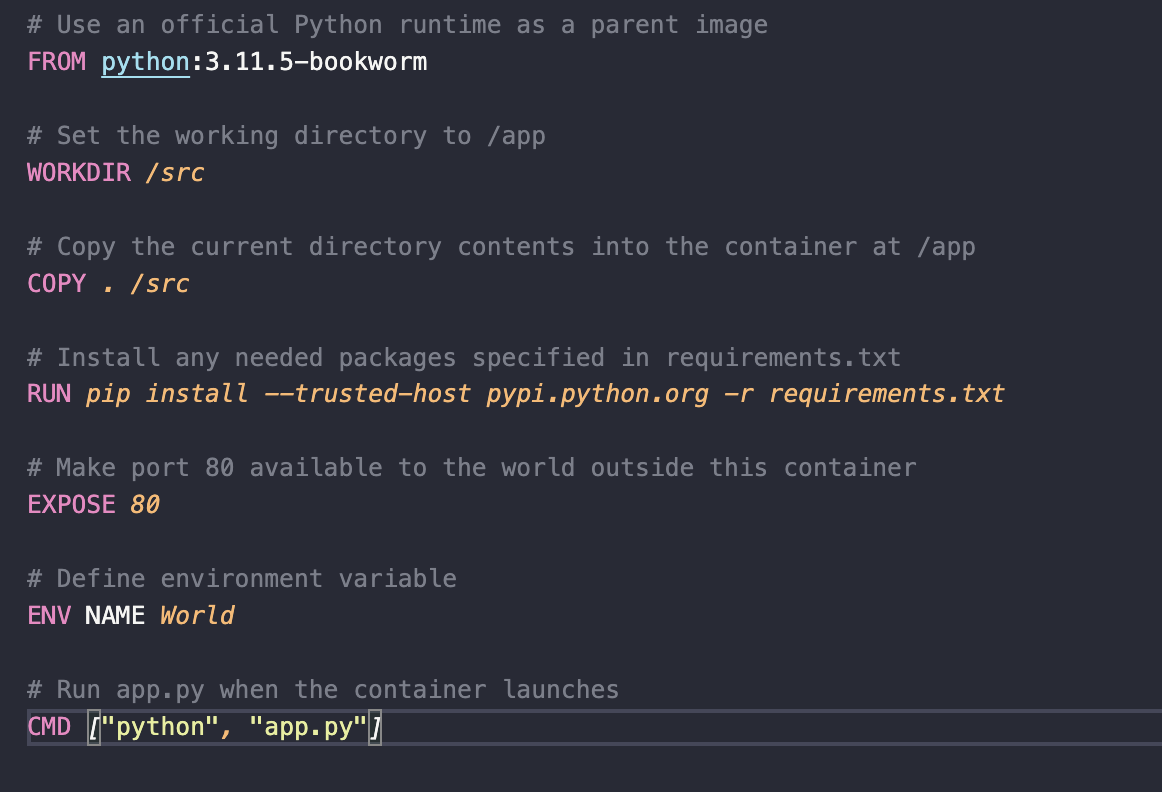 # Use an official Python runtime as a parent image
FROM python:3.11.5-bookworm
# Set the working directory to /app
WORKDIR /src
# Copy the current directory contents into the container at /app
COPY . /src
# Install any needed packages specified in requirements.txt
RUN pip install --trusted-host pypi.python.org -r requirements.txt
# Make port 80 available to the world outside this container
EXPOSE 80
# Define environment variable
ENV NAME World
# Run app.py when the container launches
CMD ["python", "app.py"]